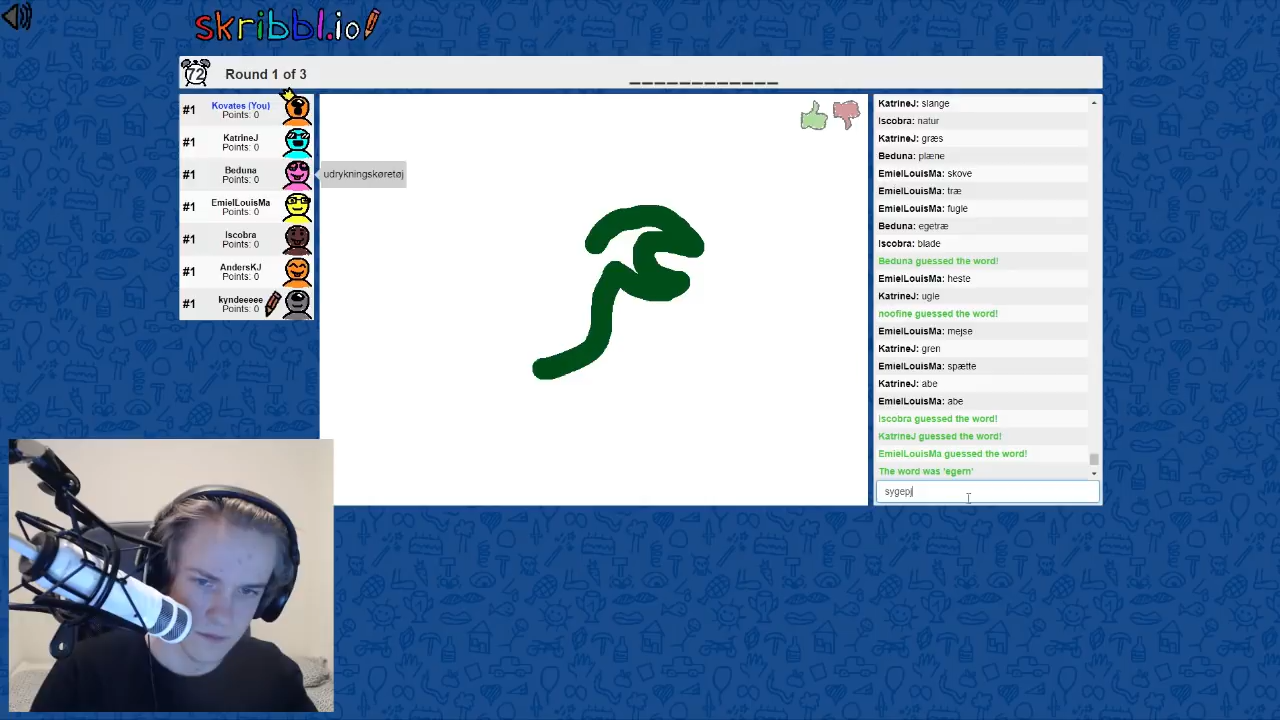 skribbl.io
72 Round 1 of 3 ____________
#1 Kovates (You)
Points: 0
#1 KatrineJ
Points: 0
#1 Beduna
Points: 0
udrykningskøretøj
#1 EmielLouisMa
Points: 0
#1 Iscobra
Points: 0
#1 AndersKJ
Points: 0
#1 kyndeeeee
Points: 0
KatrineJ: slange
Iscobra: natur
KatrineJ: græs
Beduna: plæne
EmielLouisMa: skove
EmielLouisMa: træ
EmielLouisMa: fugle
Beduna: egetræ
Iscobra: blade
Beduna guessed the word!
EmielLouisMa: heste
KatrineJ: ugle
noofine guessed the word!
EmielLouisMa: mejse
KatrineJ: gren
EmielLouisMa: spætte
KatrineJ: abe
EmielLouisMa: abe
Iscobra guessed the word!
KatrineJ guessed the word!
EmielLouisMa guessed the word!
The word was 'egern'
sygepj